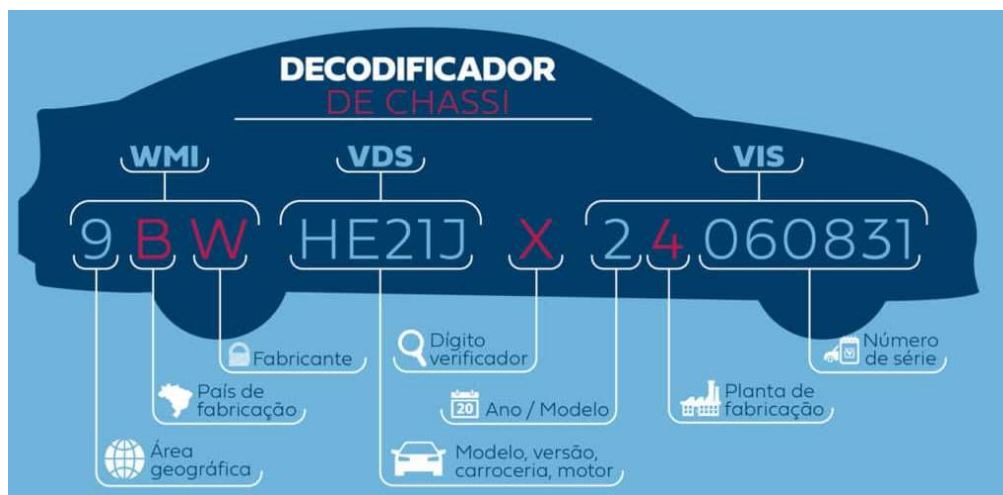 DECODIFICADOR
DE CHASSI
WMI
VDS
VIS
9 B W HE21J X 2 4 060831
Fabricante
País de
fabricação
Área
geográfica
Dígito
verificador
20
Ano / Modelo
Modelo, versão,
carroceria, motor
Planta de
fabricação
Número
de série